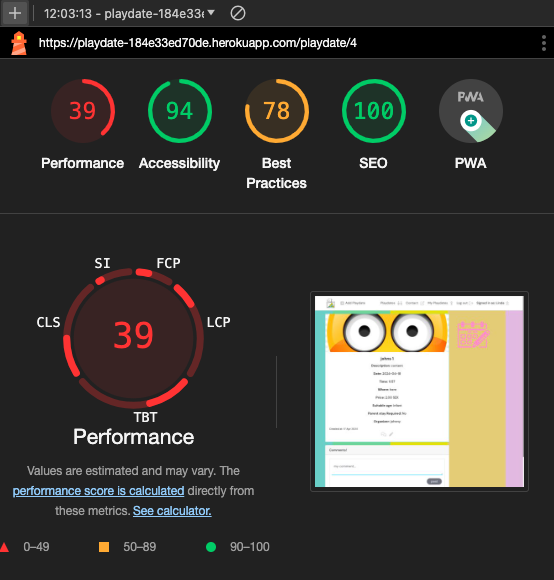 12:03:13 - playdate-184e33e
https://playdate-184e33ed70de.herokuapp.com/playdate/4
39
94
78
100
PWA
Performance
Accessibility
Best
Practices
SEO
PWA
SI
FCP
CLS
LCP
39
TBT
Performance
Values are estimated and may vary. The
performance score is calculated directly from
these metrics. See calculator.
0–49
50–89
90–100